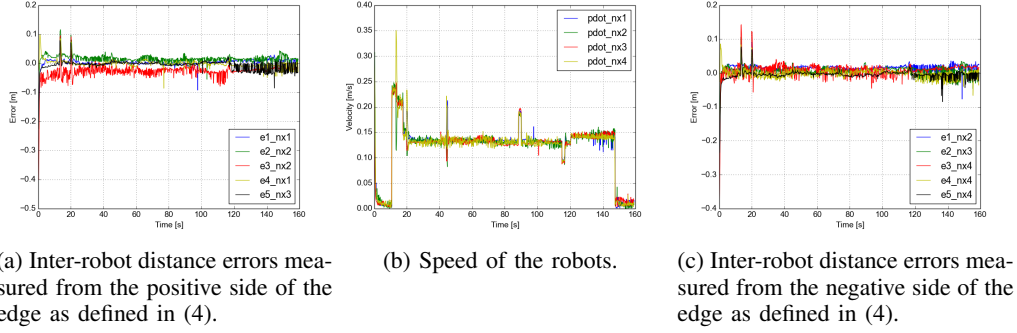 0.2
0.1
0.0
−0.1
−0.2
−0.3
−0.4
−0.5
Error [m]
0 20 40 60 80 100 120 140 160
Time [s]
e1_nx1
e2_nx2
e3_nx2
e4_nx1
e5_nx3
0.40
0.35
0.30
0.25
0.20
0.15
0.10
0.05
0.00
Velocity [m/s]
0 20 40 60 80 100 120 140 160
Time [s]
pdot_nx1
pdot_nx2
pdot_nx3
pdot_nx4
0.2
0.1
0.0
−0.1
−0.2
−0.3
−0.4
Error [m]
0 20 40 60 80 100 120 140 160
Time [s]
e1_nx2
e2_nx3
e3_nx4
e4_nx3
e5_nx4
(a) Inter-robot distance errors mea-
sured from the positive side of the
edge as defined in (4).
(b) Speed of the robots.
(c) Inter-robot distance errors mea-
sured from the negative side of the
edge as defined in (4).